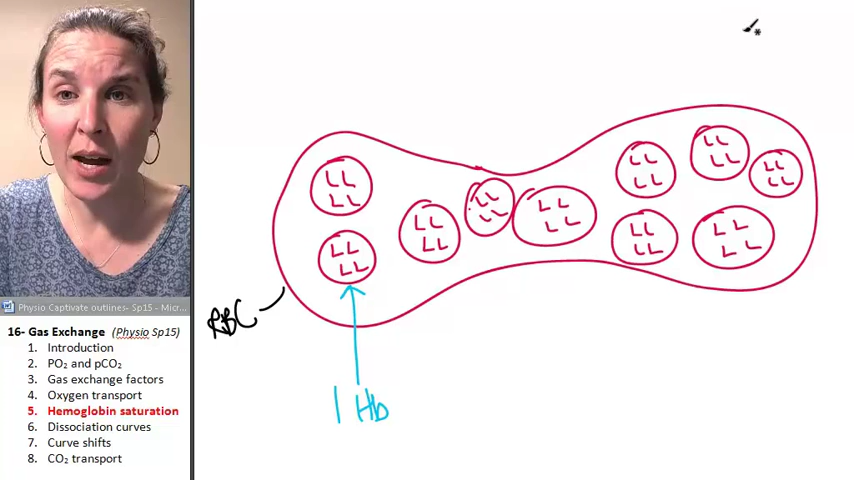 Physio Captivate outlines- Sp15 - Micr...
16- Gas Exchange (Physio Sp15)
1. Introduction
2. PO₂ and pCO₂
3. Gas exchange factors
4. Oxygen transport
5. Hemoglobin saturation
6. Dissociation curves
7. Curve shifts
8. CO₂ transport
RBC
1 Hb